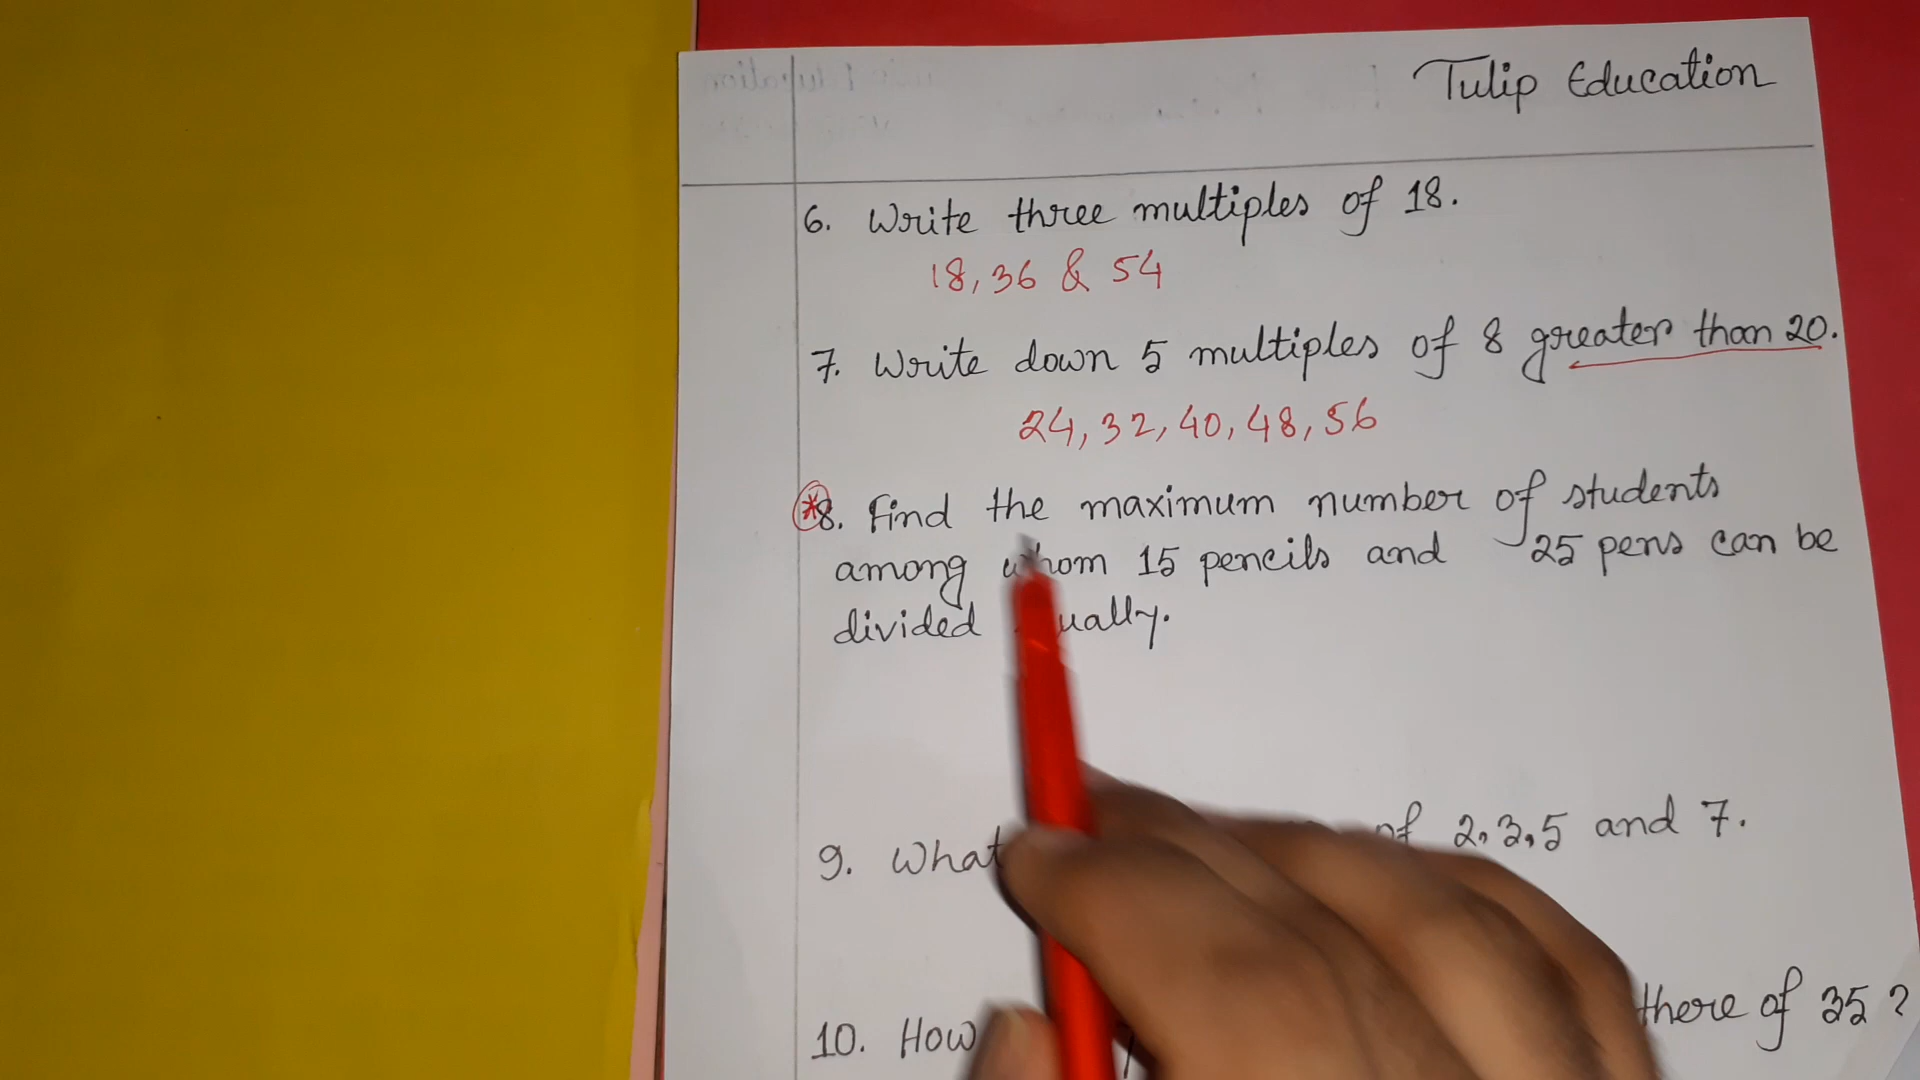 Tulip Education
6. Write three multiples of 18.
18, 36 & 54
7. Write down 5 multiples of 8 greater than 20.
24, 32, 40, 48, 56
*8. Find the maximum number of students
among whom 15 pencils and 25 pens can be
divided
9. What of 2,3,5 and 7.
10. How there of 35?